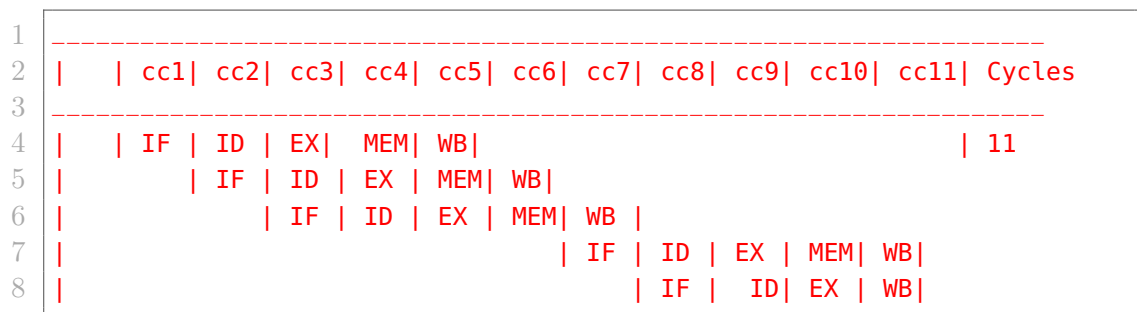 1 ___________________________________________________________________
2 |   | cc1| cc2| cc3| cc4| cc5| cc6| cc7| cc8| cc9| cc10| cc11| Cycles
3 ___________________________________________________________________
4 |   | IF | ID | EX|  MEM| WB|                                | 11
5 |        | IF | ID | EX | MEM| WB|
6 |             | IF | ID | EX | MEM| WB |
7 |                                 | IF | ID | EX | MEM| WB|
8 |                                      | IF |  ID| EX | WB|